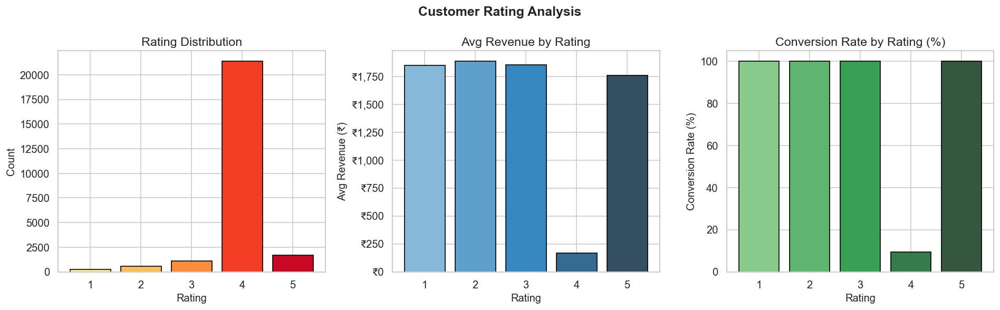 Customer Rating Analysis
Rating Distribution
Count
20000
17500
15000
12500
10000
7500
5000
2500
0
1 2 3 4 5
Rating
Avg Revenue by Rating
Avg Revenue (₹)
₹1,750
₹1,500
₹1,250
₹1,000
₹750
₹500
₹250
₹0
1 2 3 4 5
Rating
Conversion Rate by Rating (%)
Conversion Rate (%)
100
80
60
40
20
0
1 2 3 4 5
Rating